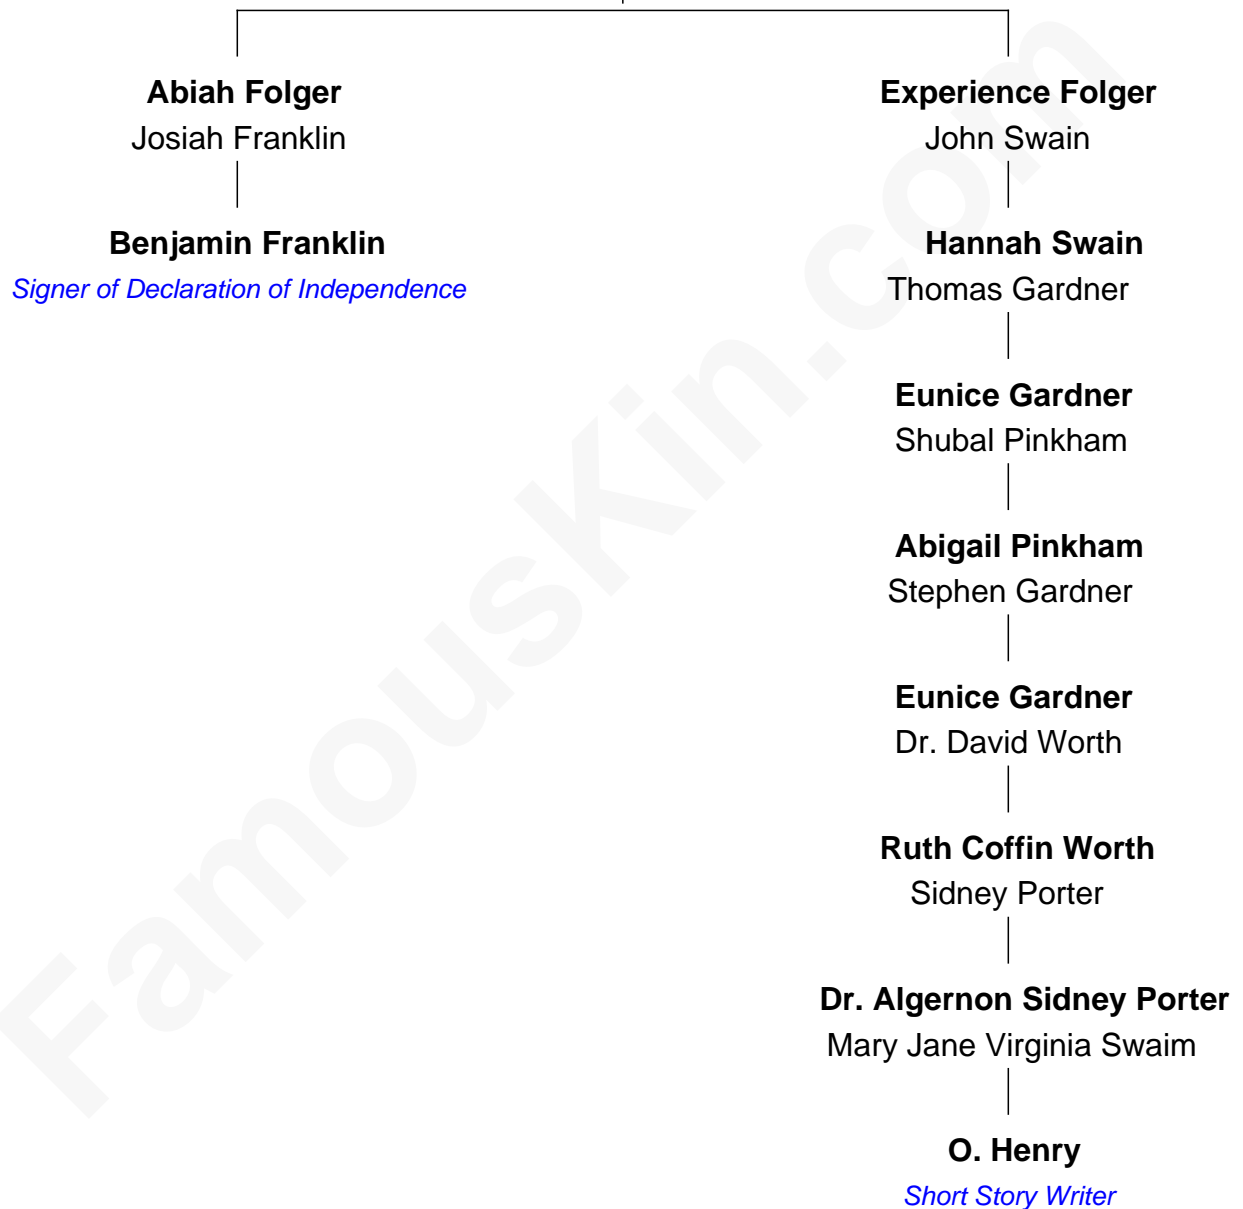 Abiah Folger
Josiah Franklin
Benjamin Franklin
Signer of Declaration of Independence
Experience Folger
John Swain
Hannah Swain
Thomas Gardner
Eunice Gardner
Shubal Pinkham
Abigail Pinkham
Stephen Gardner
Eunice Gardner
Dr. David Worth
Ruth Coffin Worth
Sidney Porter
Dr. Algernon Sidney Porter
Mary Jane Virginia Swaim
O. Henry
Short Story Writer
FamousKin.com